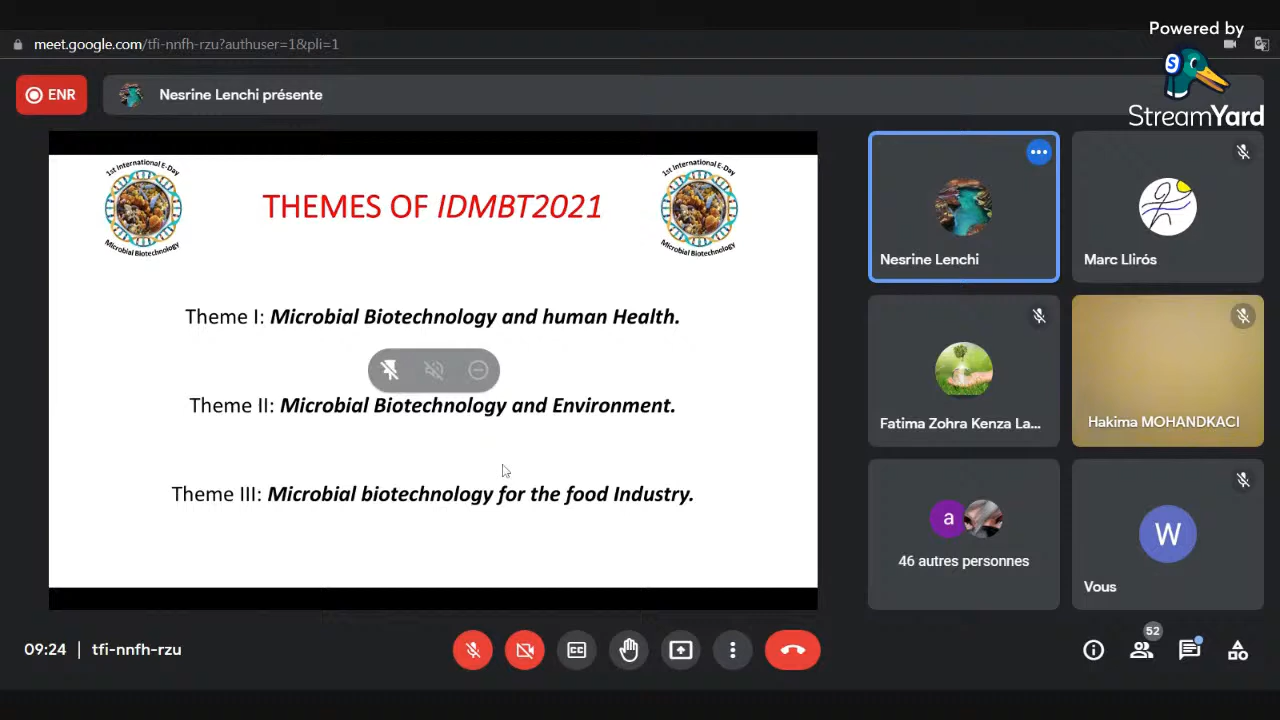 Powered by
StreamYard
meet.google.com/tfi-nnfh-rzu?authuser=1&pli=1
ENR
Nesrine Lenchi présente
1st International E-Day
Microbial Biotechnology
THEMES OF IDMBT2021
1st International E-Day
Microbial Biotechnology
Theme I: Microbial Biotechnology and human Health.
Theme II: Microbial Biotechnology and Environment.
Theme III: Microbial biotechnology for the food Industry.
Nesrine Lenchi
Marc Llirós
Fatima Zohra Kenza La...
Hakima MOHANDKACI
a
46 autres personnes
W
Vous
09:24 | tfi-nnfh-rzu
CC
52